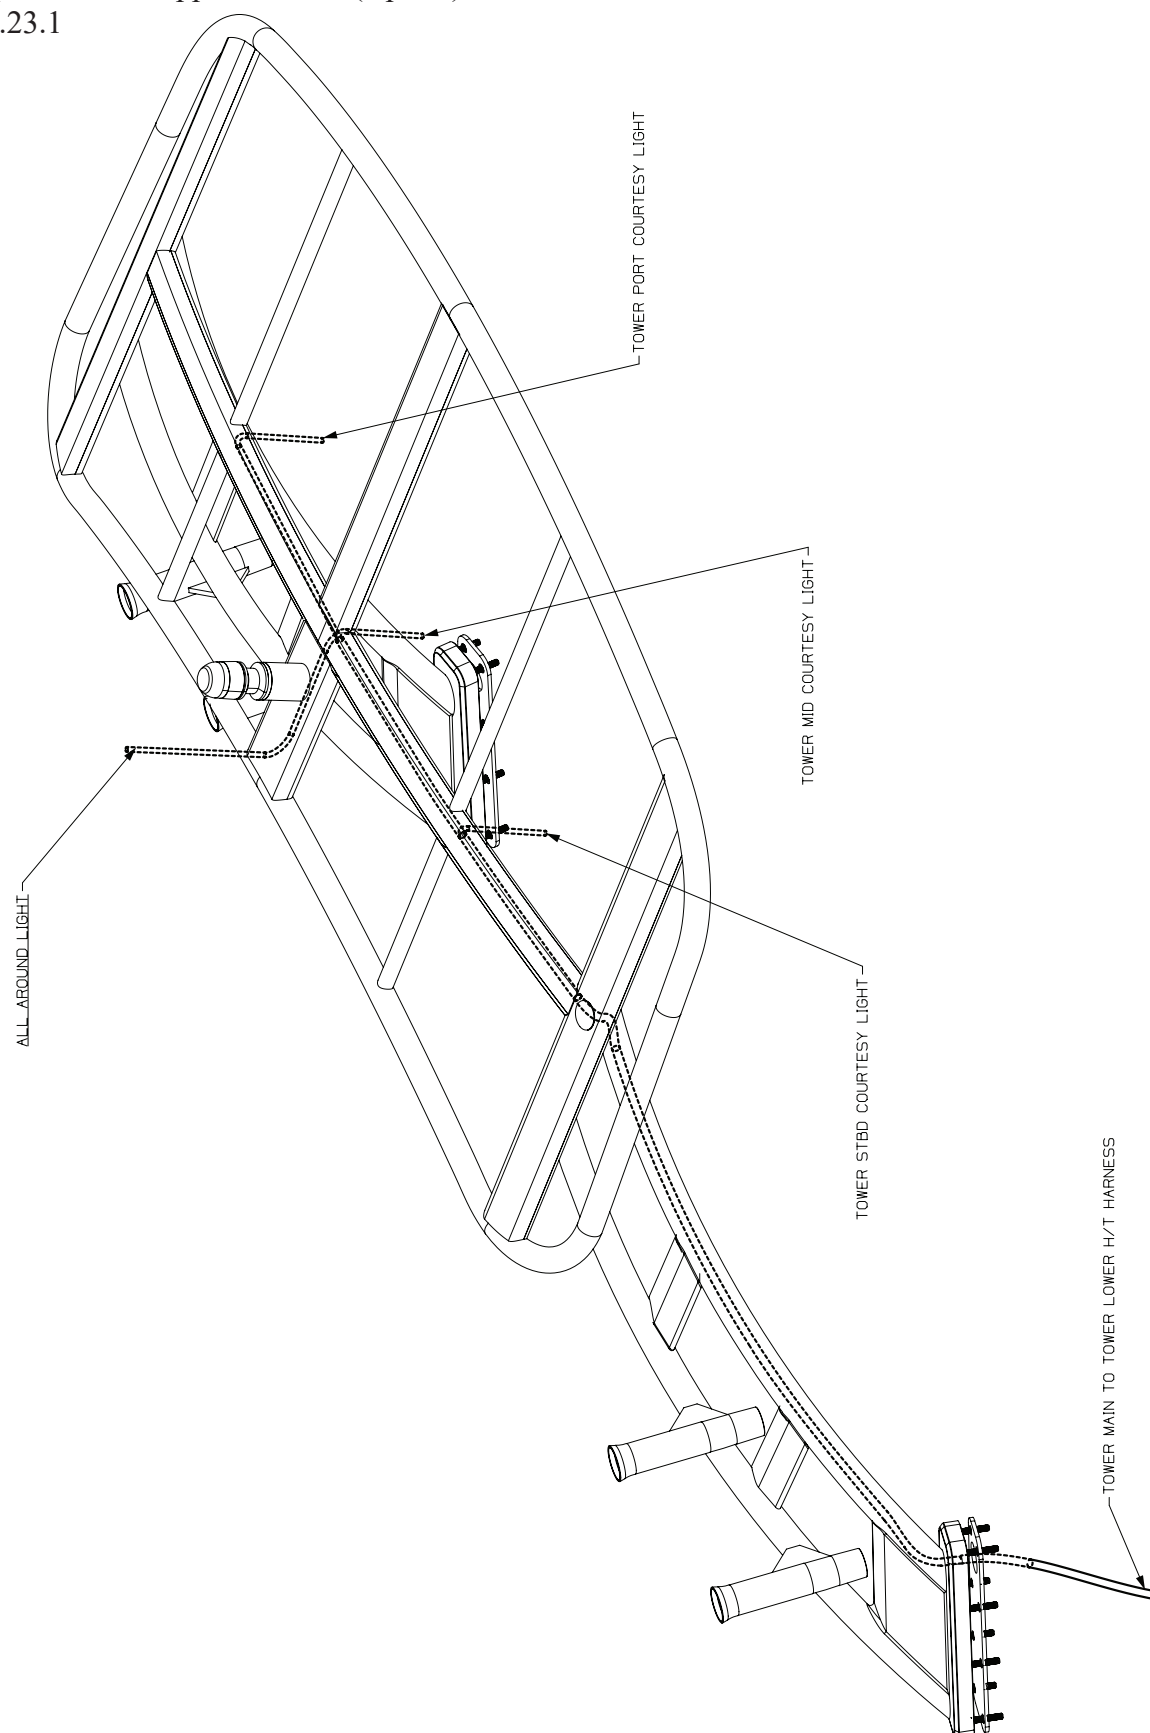 .23.1
TOWER PORT COURTESY LIGHT
TOWER MID COURTESY LIGHT
ALL AROUND LIGHT
TOWER STBD COURTESY LIGHT
TOWER MAIN TO TOWER LOWER H/T HARNESS